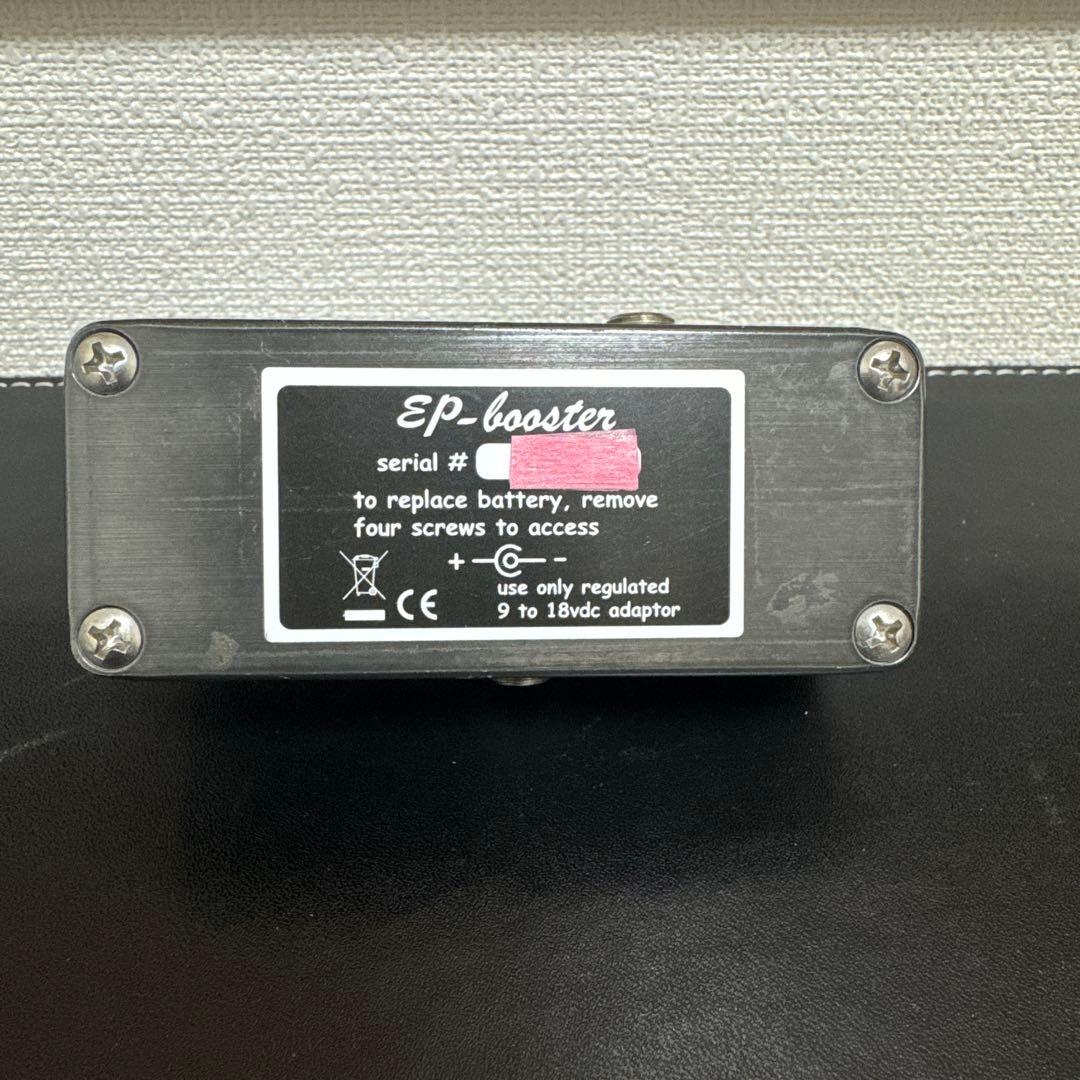 EP-booster
serial #
to replace battery, remove
four screws to access
+ -
CE
use only regulated
9 to 18vdc adaptor